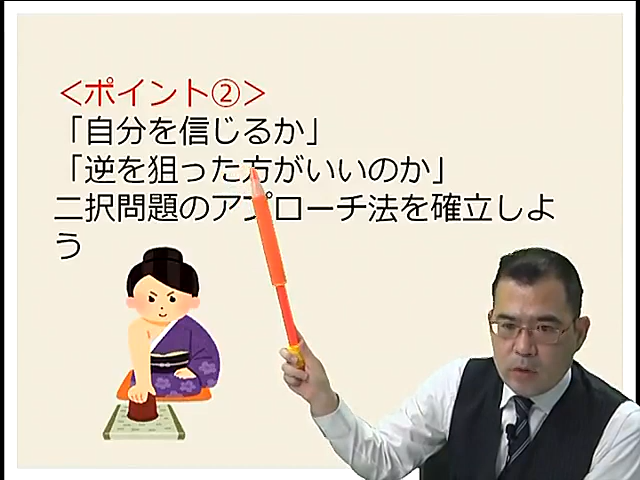 ＜ポイント②＞
「自分を信じるか」
「逆を狙った方がいいのか」
二択問題のアプローチ法を確立しよ
う